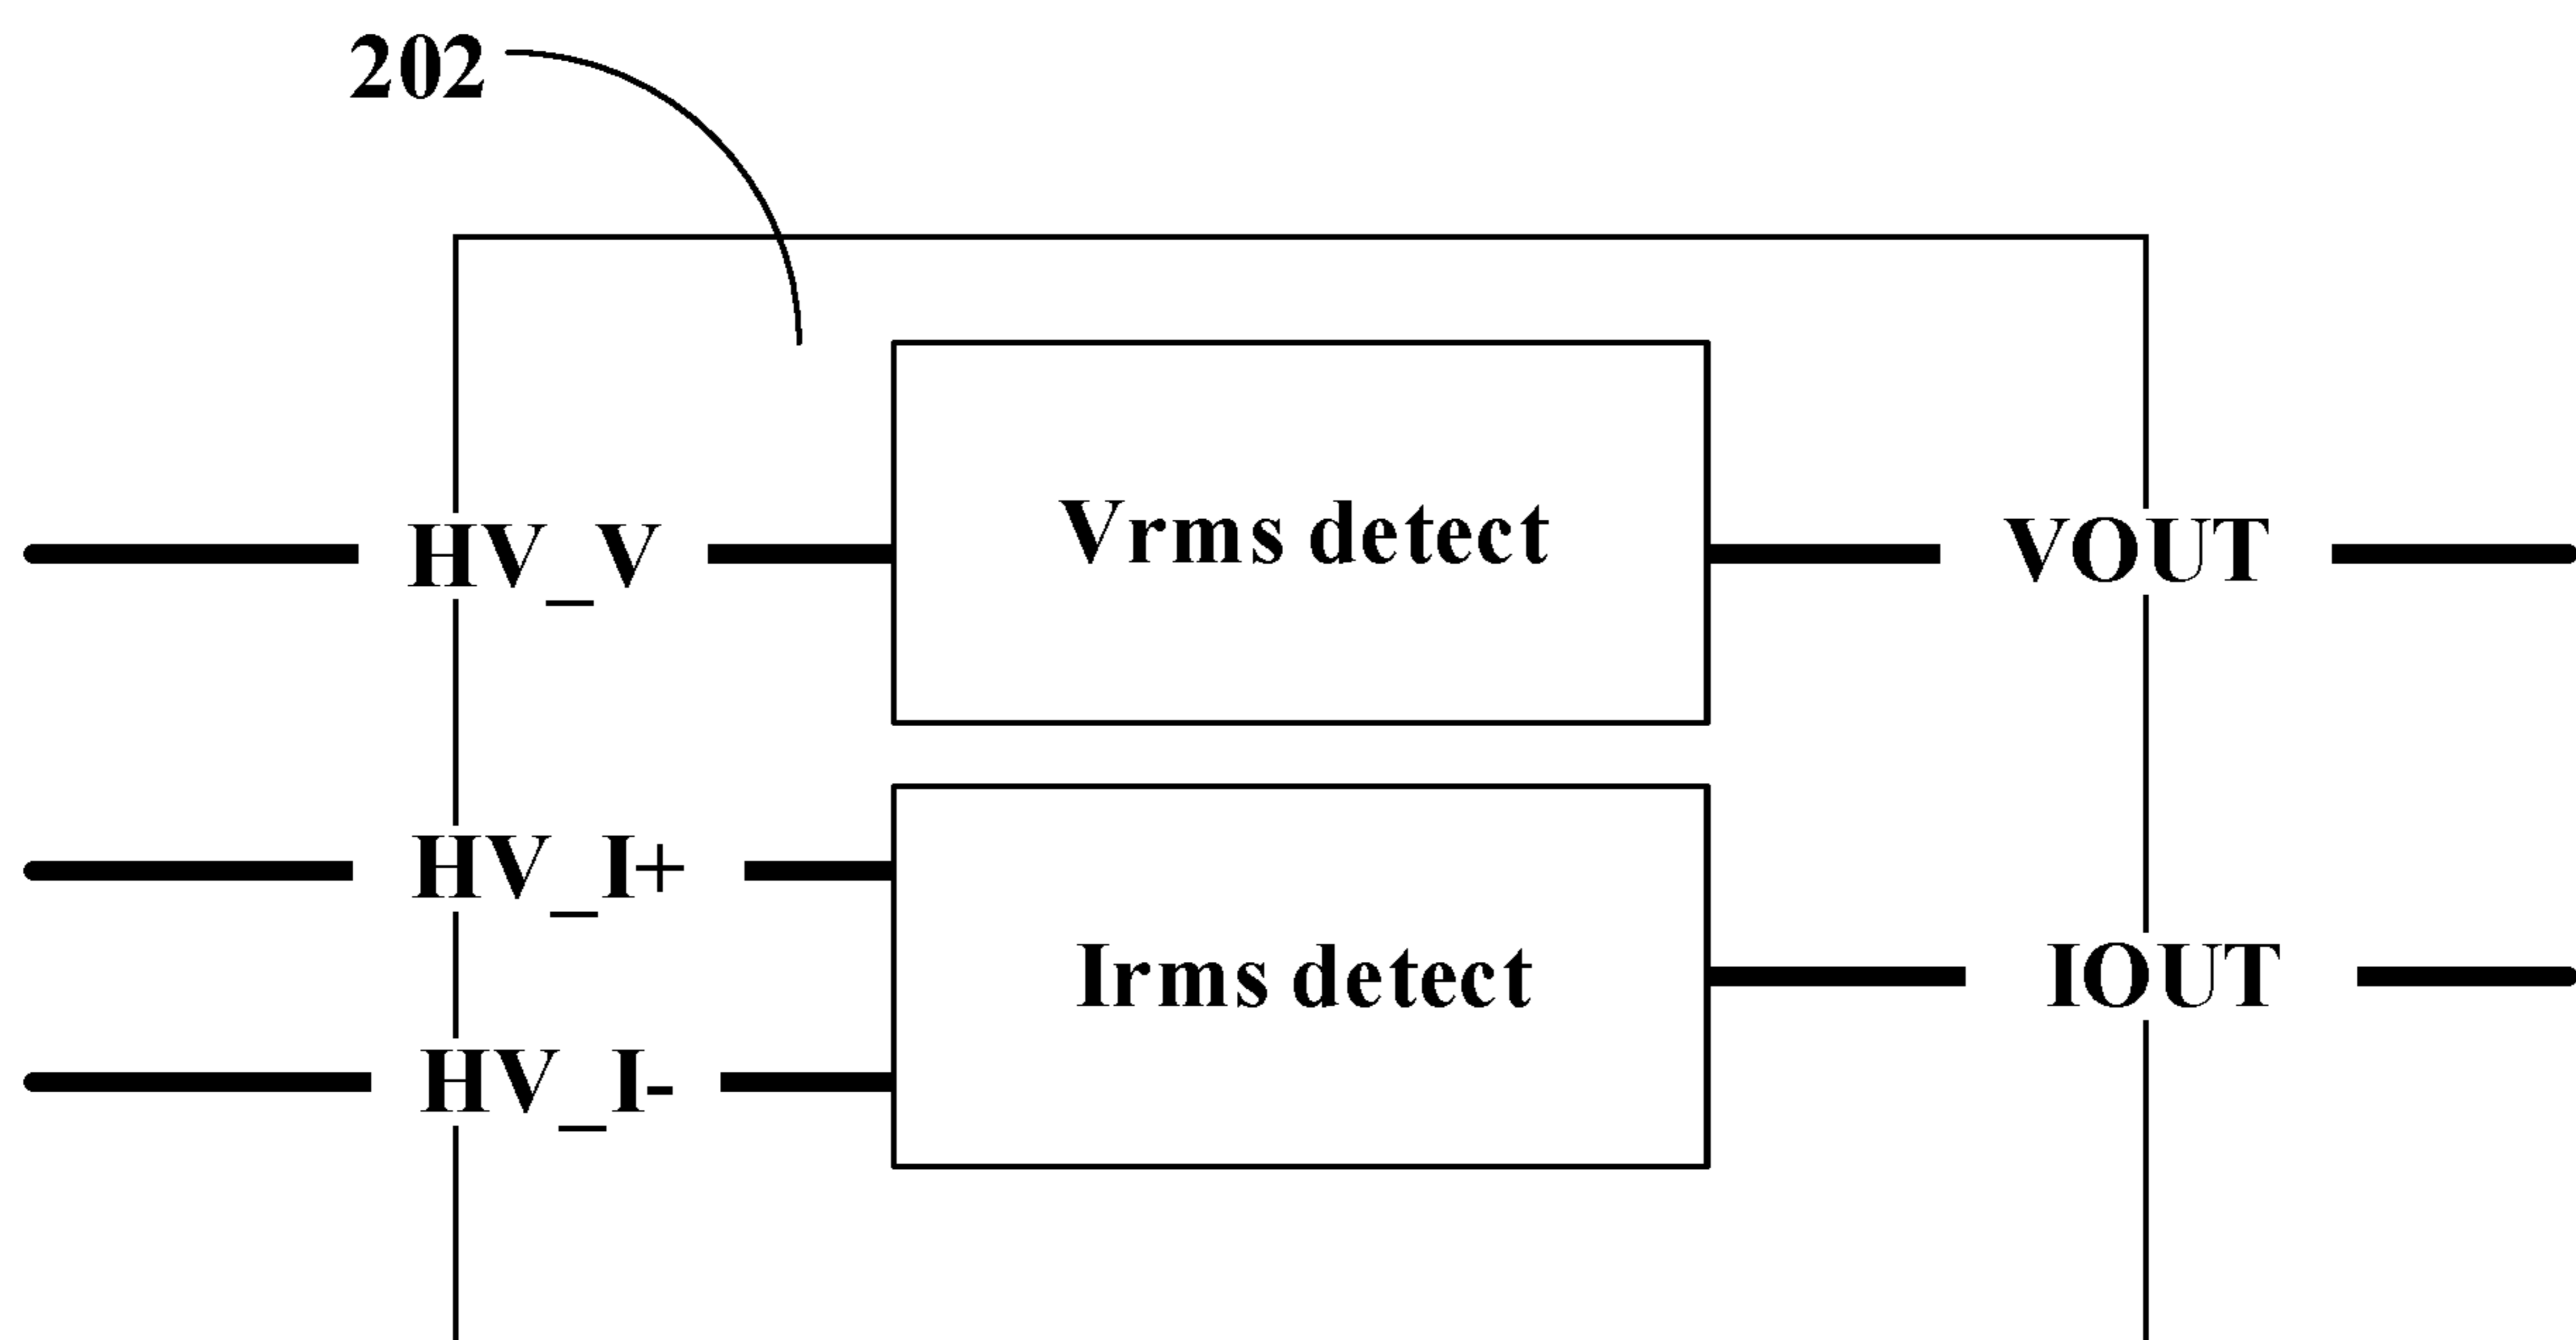 202
HV_V
Vrms detect
VOUT
HV_I+
Irms detect
IOUT
HV_I-